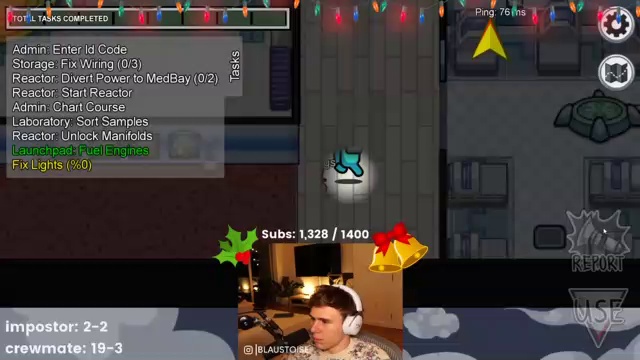 TOTAL TASKS COMPLETED
Ping: 76 ms
Admin: Enter Id Code
Storage: Fix Wiring (0/3)
Reactor: Divert Power to MedBay (0/2)
Reactor: Start Reactor
Admin: Chart Course
Laboratory: Sort Samples
Reactor: Unlock Manifolds
Launchpad: Fuel Engines
Fix Lights (%0)
Tasks
Subs: 1,328 / 1400
REPORT
USE
impostor: 2-2
crewmate: 19-3
|BLAUSTOISE